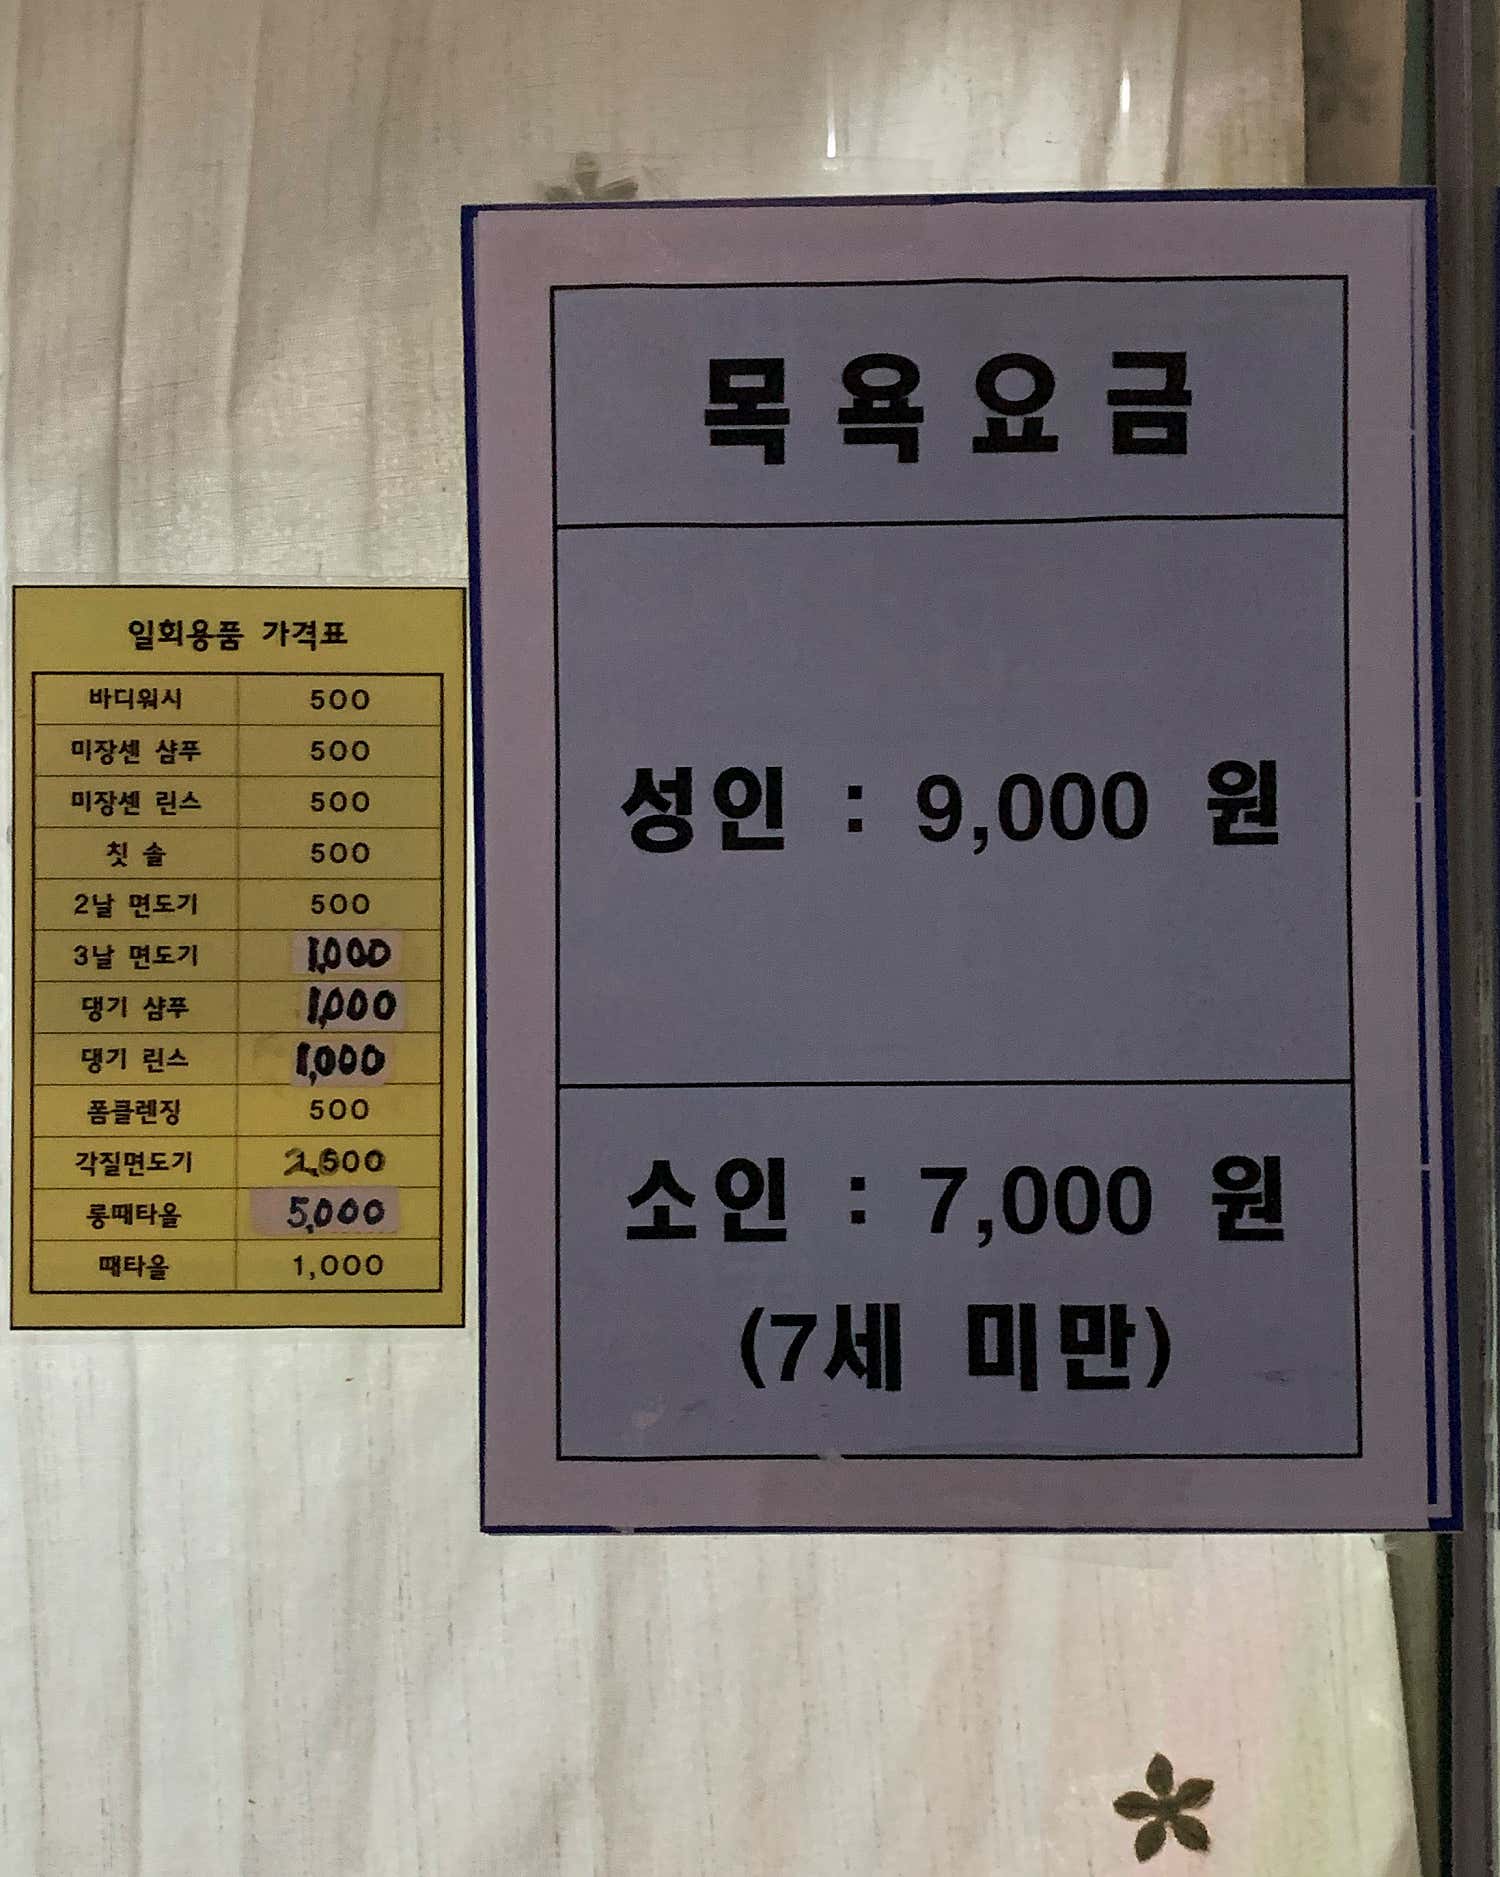 일회용품 가격표
바디워시 500
미장센 샴푸 500
미장센 린스 500
칫 솔 500
2날 면도기 500
3날 면도기 1,000
댕기 샴푸 1,000
댕기 린스 1,000
폼클렌징 500
각질면도기
롱때타올 5,000
때타올 1,000
목욕요금
성인 : 9,000 원
소인 : 7,000 원
(7세 미만)